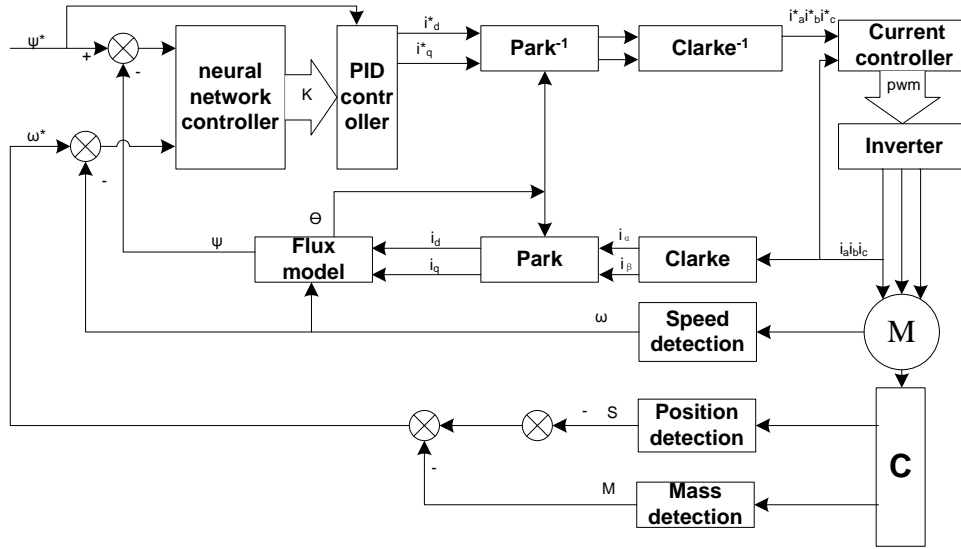 ψ*
+
-
ω*
-
neural
network
controller
K
PID
contr
oller
i*d
i*q
Park-1
Clarke-1
i*ai*bi*c
Current
controller
pwm
Inverter
Θ
ψ
Flux
model
id
iq
Park
iα
iβ
Clarke
iaibic
ω
Speed
detection
M
-
S
Position
detection
-
M
Mass
detection
C